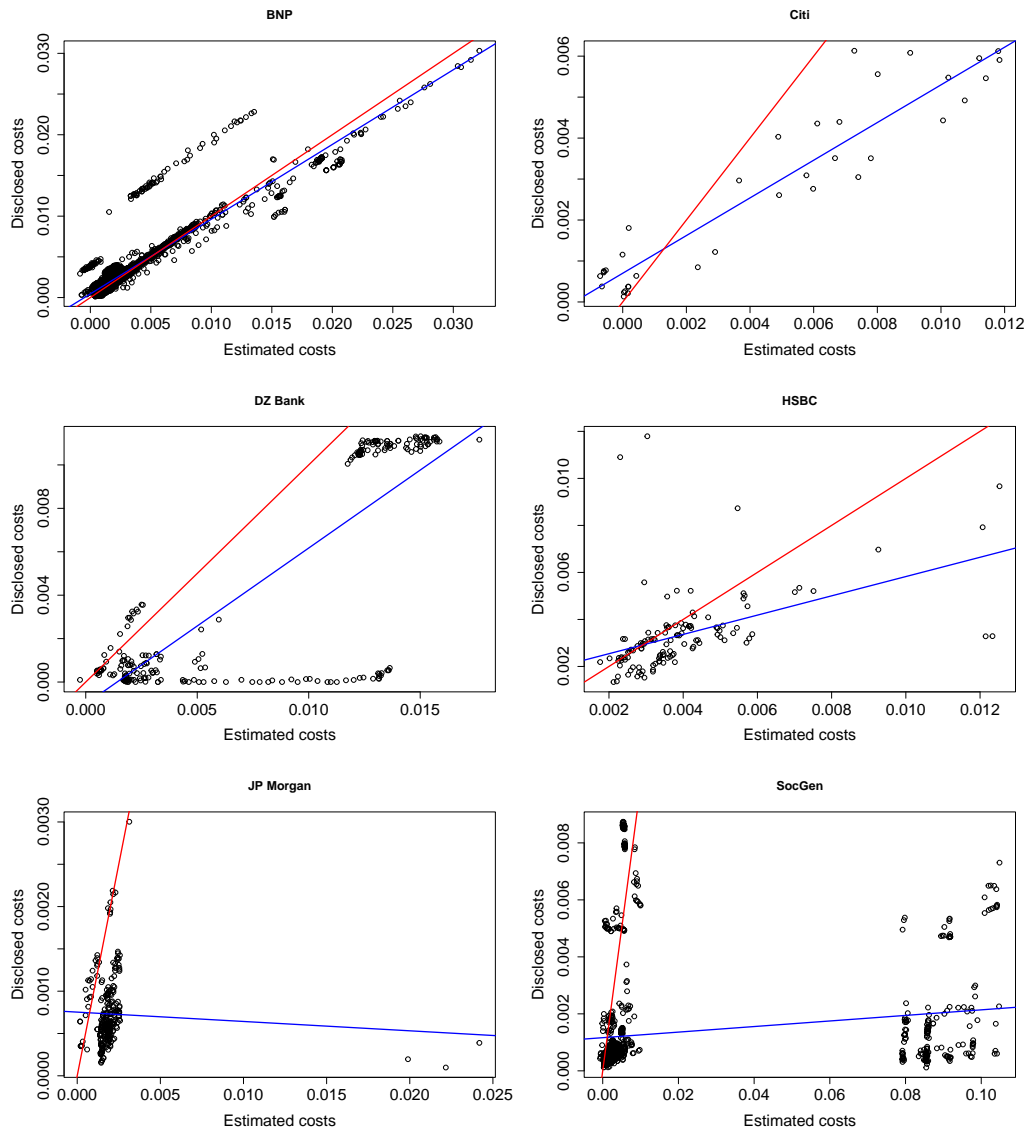 BNP
Disclosed costs
0.000 0.010 0.020 0.030
0.000 0.005 0.010 0.015 0.020 0.025 0.030
Estimated costs
Citi
Disclosed costs
0.000 0.002 0.004 0.006
0.000 0.002 0.004 0.006 0.008 0.010 0.012
Estimated costs
DZ Bank
Disclosed costs
0.000 0.004 0.008
0.000 0.005 0.010 0.015
Estimated costs
HSBC
Disclosed costs
0.002 0.006 0.010
0.002 0.004 0.006 0.008 0.010 0.012
Estimated costs
JP Morgan
Disclosed costs
0.0000 0.0010 0.0020 0.0030
0.000 0.005 0.010 0.015 0.020 0.025
Estimated costs
SocGen
Disclosed costs
0.000 0.002 0.004 0.006 0.008
0.00 0.02 0.04 0.06 0.08 0.10
Estimated costs